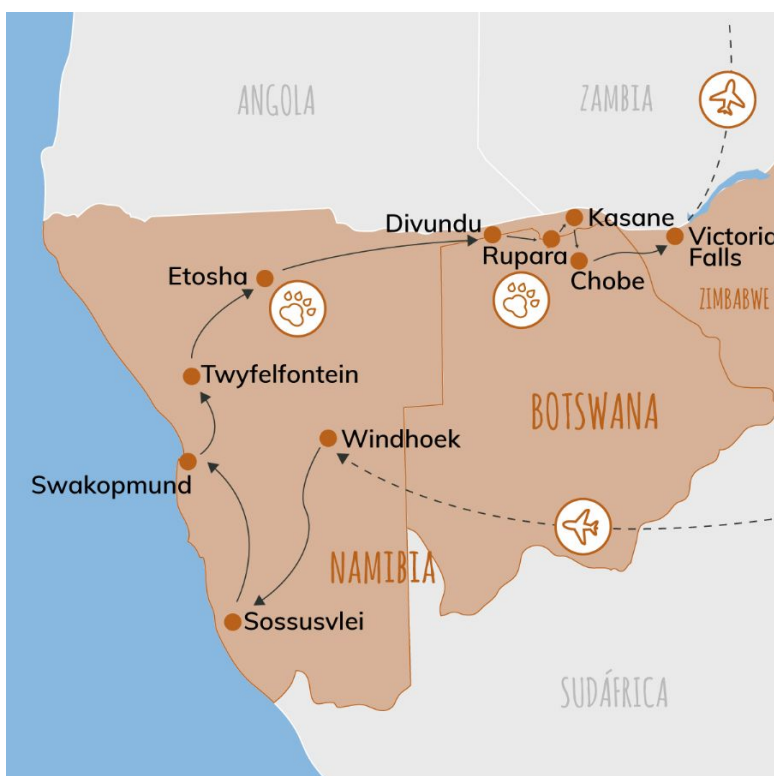 ANGOLA
ZAMBIA
Divundu
Kasane
Rupara
Victoria
Falls
Etosha
Chobe
ZIMBABWE
Twyfelfontein
BOTSWANA
Windhoek
Swakopmund
NAMIBIA
Sossusvlei
SUDÁFRICA